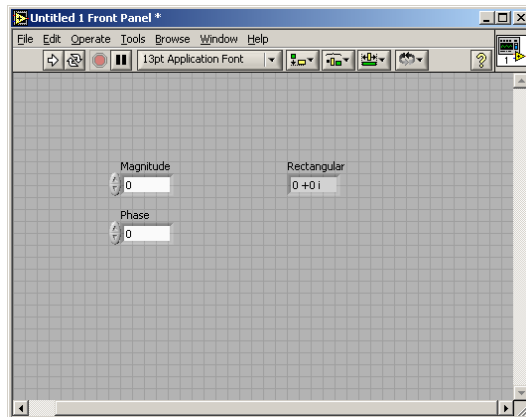 Untitled 1 Front Panel *
File Edit Operate Tools Browse Window Help
13pt Application Font
?
1
Magnitude
0
Rectangular
0 +0 i
Phase
0